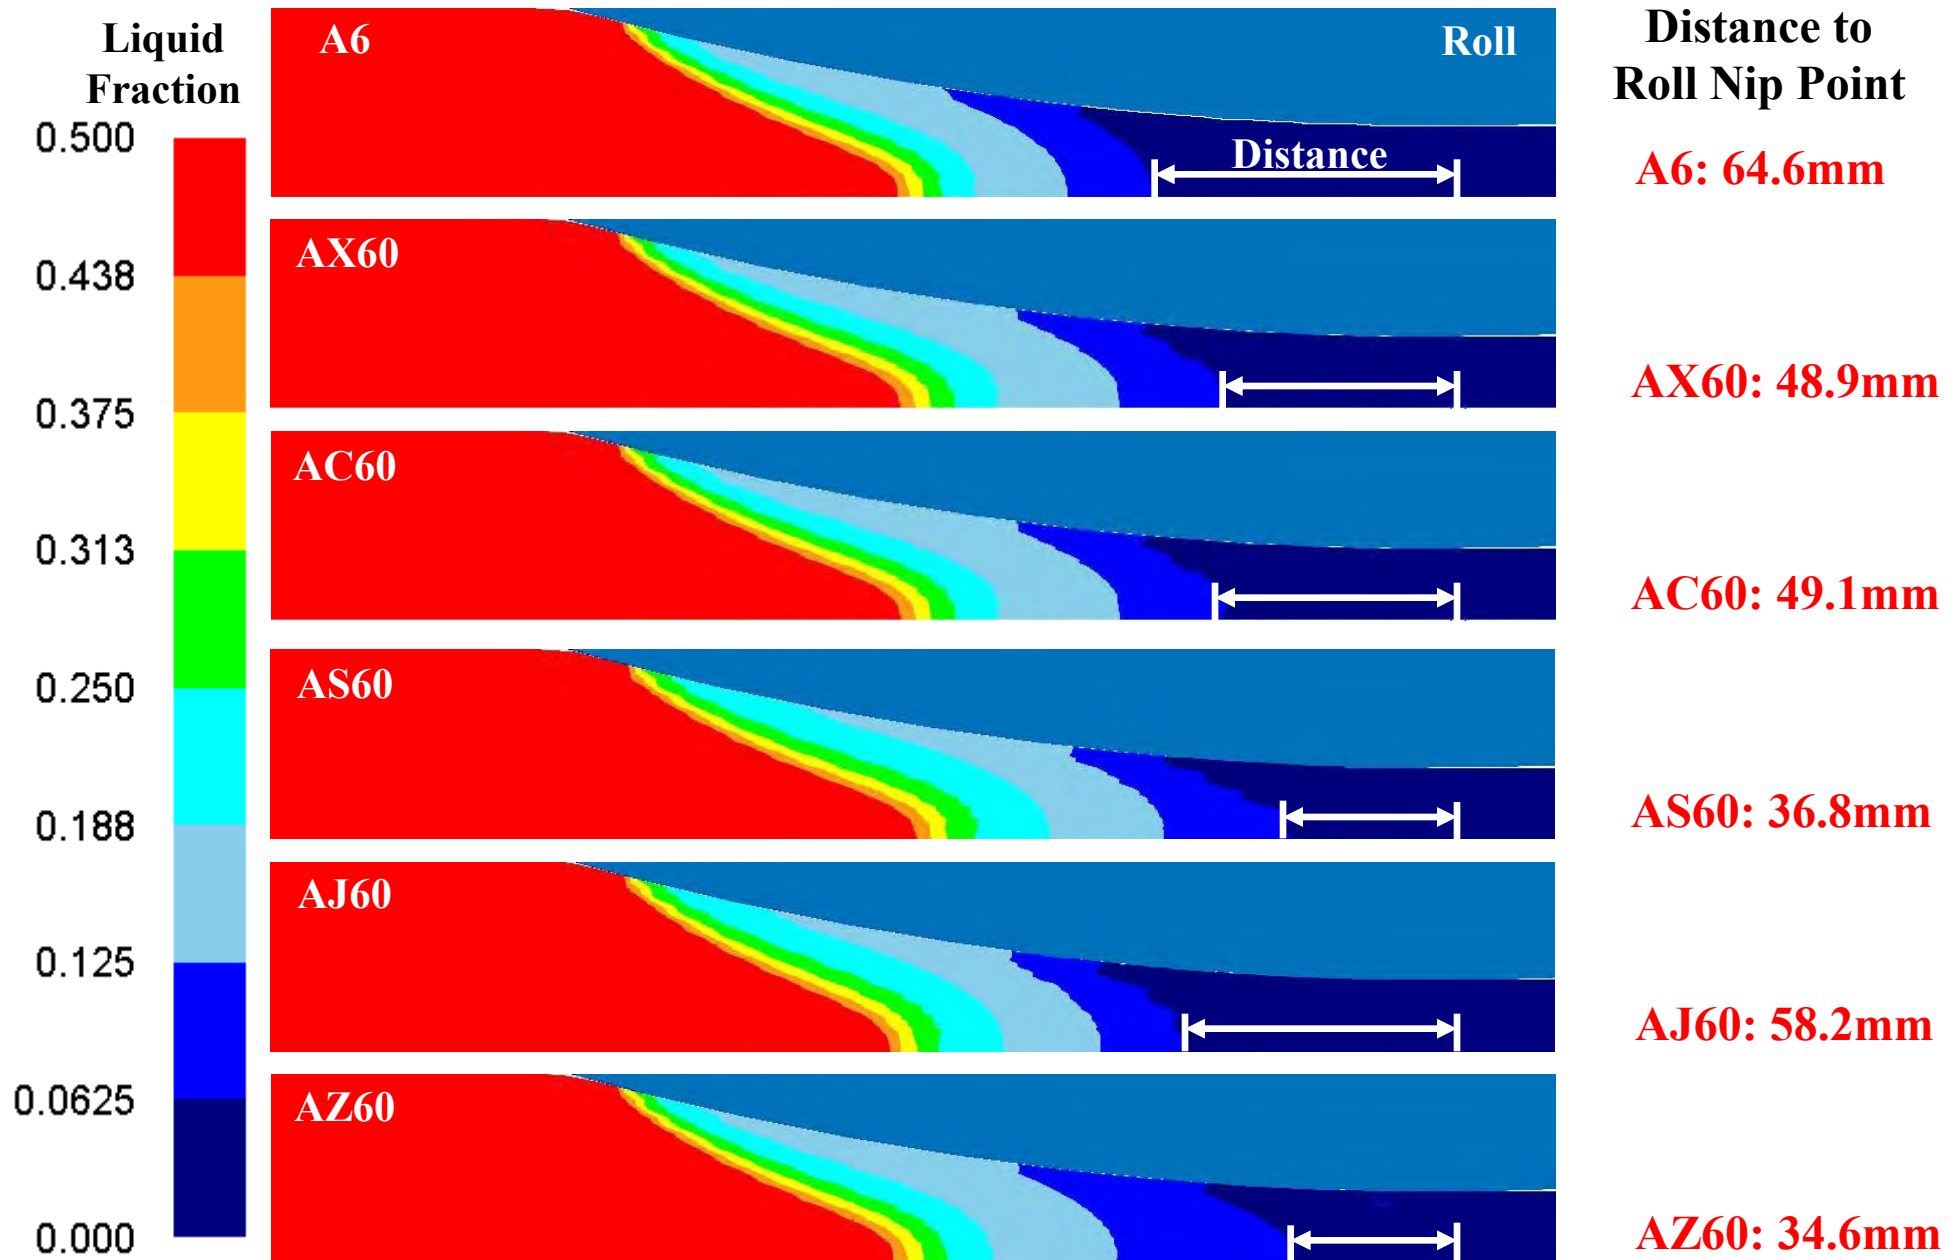 Liquid
Fraction
0.500
0.438
0.375
0.313
0.250
0.188
0.125
0.0625
0.000
A6
Roll
Distance
AX60
AC60
AS60
AJ60
AZ60
Distance to
Roll Nip Point
A6: 64.6mm
AX60: 48.9mm
AC60: 49.1mm
AS60: 36.8mm
AJ60: 58.2mm
AZ60: 34.6mm